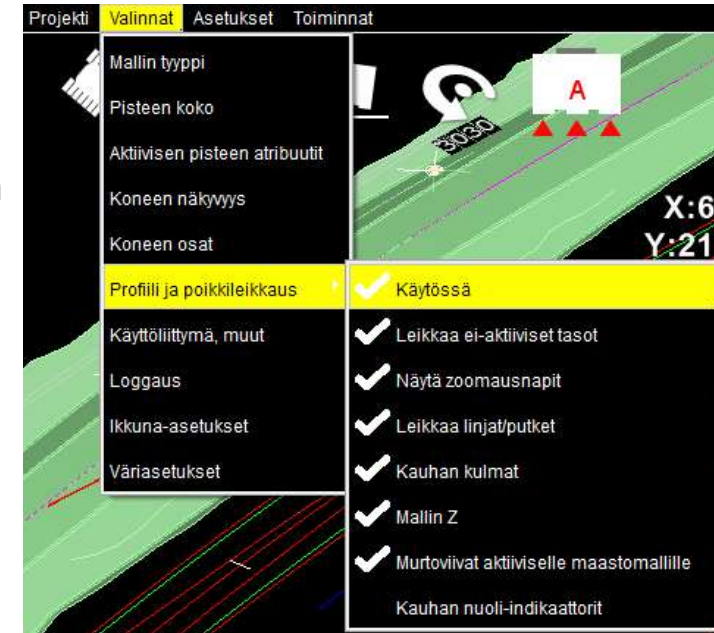 Projekti Valinnat Asetukset Toiminnat
Mallin tyyppi
Pisteen koko
Aktiivisen pisteen atribuutit
Koneen näkyvyys
Koneen osat
Profiili ja poikkileikkaus
Käyttöliittymä, muut
Loggaus
Ikkuna-asetukset
Väriasetukset
Käytössä
Leikkaa ei-aktiiviset tasot
Näytä zoomausnapit
Leikkaa linjat/putket
Kauhan kulmat
Mallin Z
Murtoviivat aktiiviselle maastomallille
Kauhan nuoli-indikaattorit
A
3030
X:6
Y:21